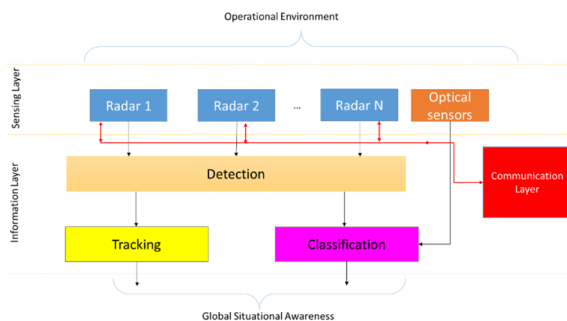 Operational Environment
Sensing Layer
Radar 1
Radar 2
...
Radar N
Optical
sensors
Information Layer
Detection
Communication
Layer
Tracking
Classification
Global Situational Awareness